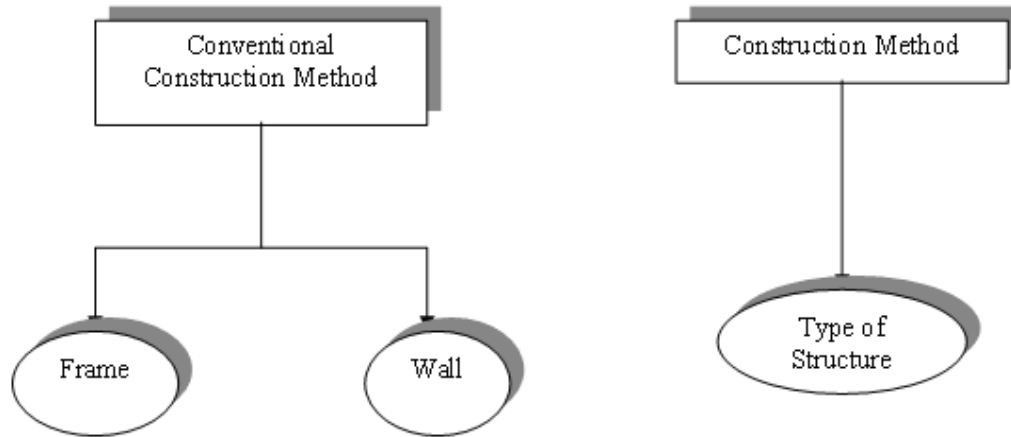 Conventional
Construction Method
Construction Method
Frame
Wall
Type of
Structure